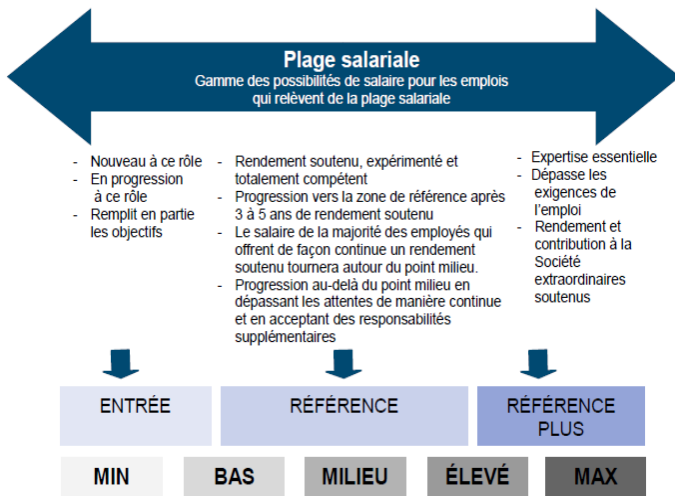 Plage salariale
Gamme des possibilités de salaire pour les emplois
qui relèvent de la plage salariale
- Nouveau à ce rôle
- En progression
à ce rôle
- Remplit en partie
les objectifs
- Rendement soutenu, expérimenté et
totalement compétent
- Progression vers la zone de référence après
3 à 5 ans de rendement soutenu
- Le salaire de la majorité des employés qui
offrent de façon continue un rendement
soutenu tournera autour du point milieu.
- Progression au-delà du point milieu en
dépassant les attentes de manière continue
et en acceptant des responsabilités
supplémentaires
- Expertise essentielle
- Dépasse les
exigences de
l'emploi
- Rendement et
contribution à la
Société
extraordinaires
soutenus
ENTRÉE
RÉFÉRENCE
RÉFÉRENCE
PLUS
MIN
BAS
MILIEU
ÉLEVÉ
MAX